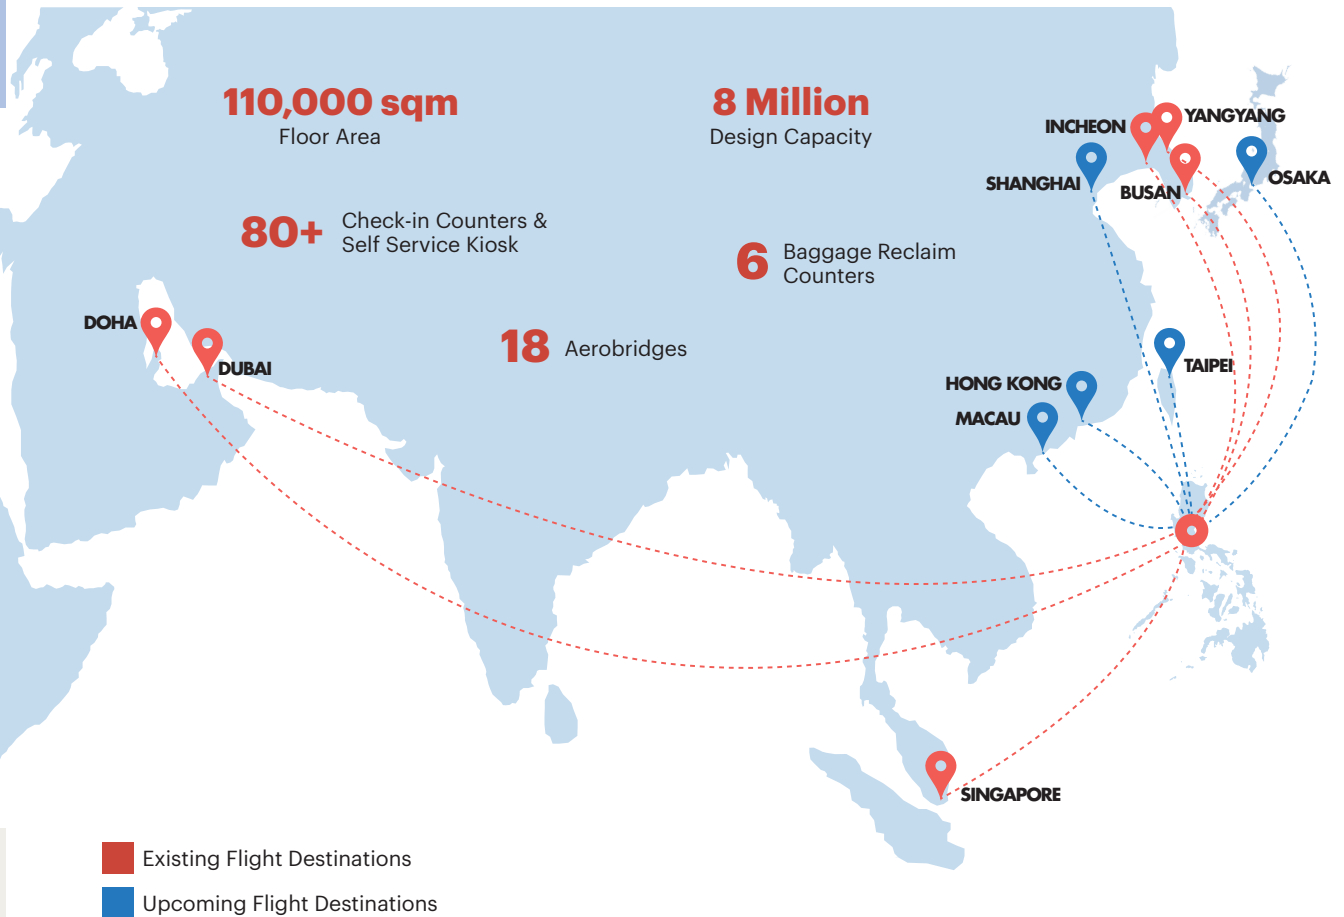 110,000 sqm
Floor Area
8 Million
Design Capacity
80+
Check-in Counters &
Self Service Kiosk
6
Baggage Reclaim
Counters
18
Aerobridges
INCHEON
YANGYANG
SHANGHAI
BUSAN
OSAKA
DOHA
DUBAI
TAIPEI
HONG KONG
MACAU
SINGAPORE
Existing Flight Destinations
Upcoming Flight Destinations